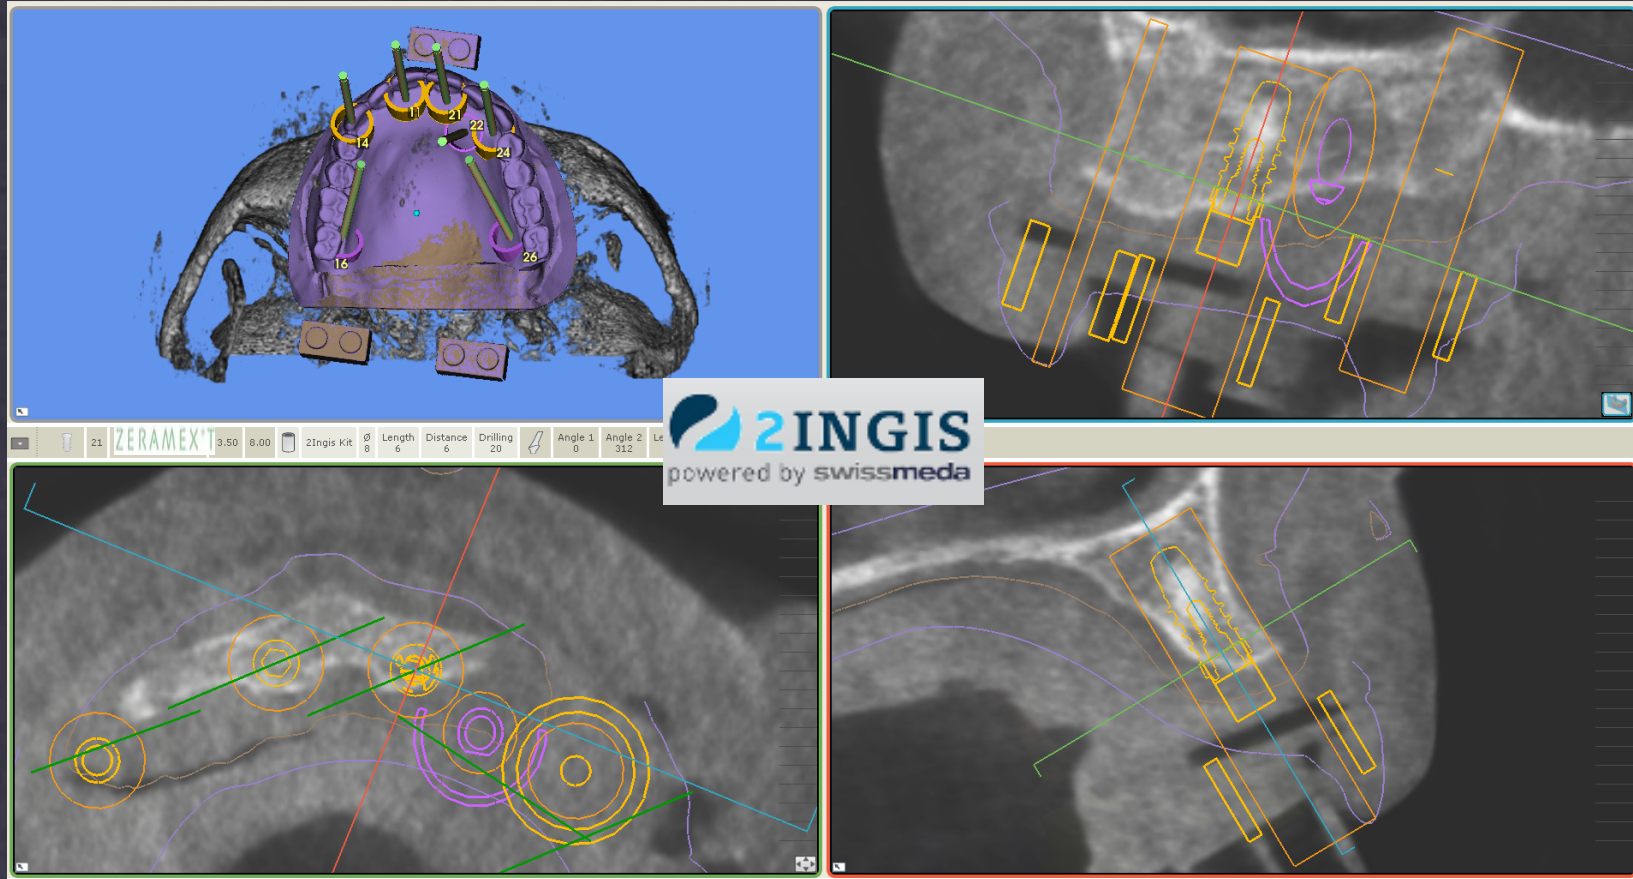 11
21
22
14
24
16
26
21
ZERAMEX®T
3.50
8.00
2Ingis Kit
Ø
8
Length
6
Distance
6
Drilling
20
Angle 1
0
Angle 2
312
Le
2INGIS
powered by swissmeda